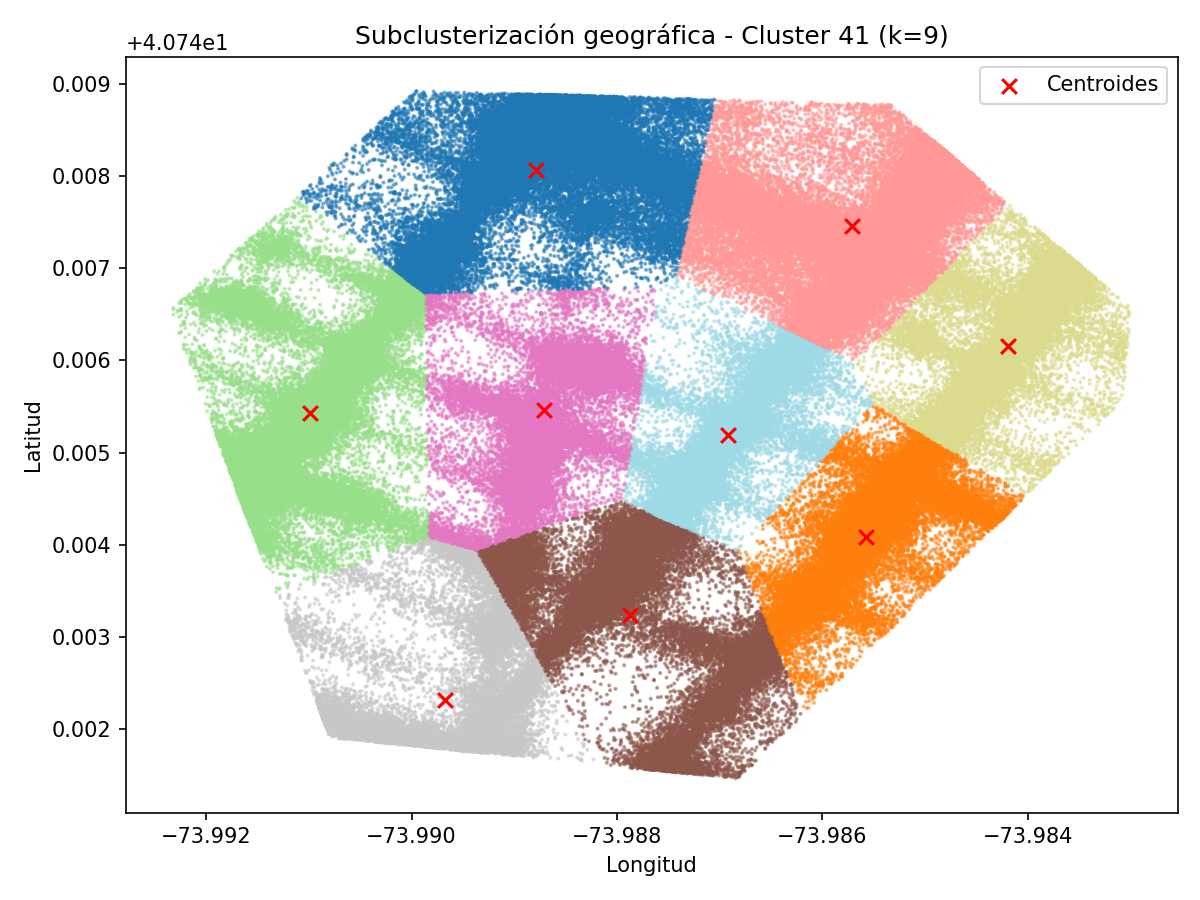 Subclusterización geográfica - Cluster 41 (k=9)
+4.074e1
Centroides
0.009
0.008
0.007
0.006
0.005
0.004
0.003
0.002
Latitud
−73.992
−73.990
−73.988
−73.986
−73.984
Longitud